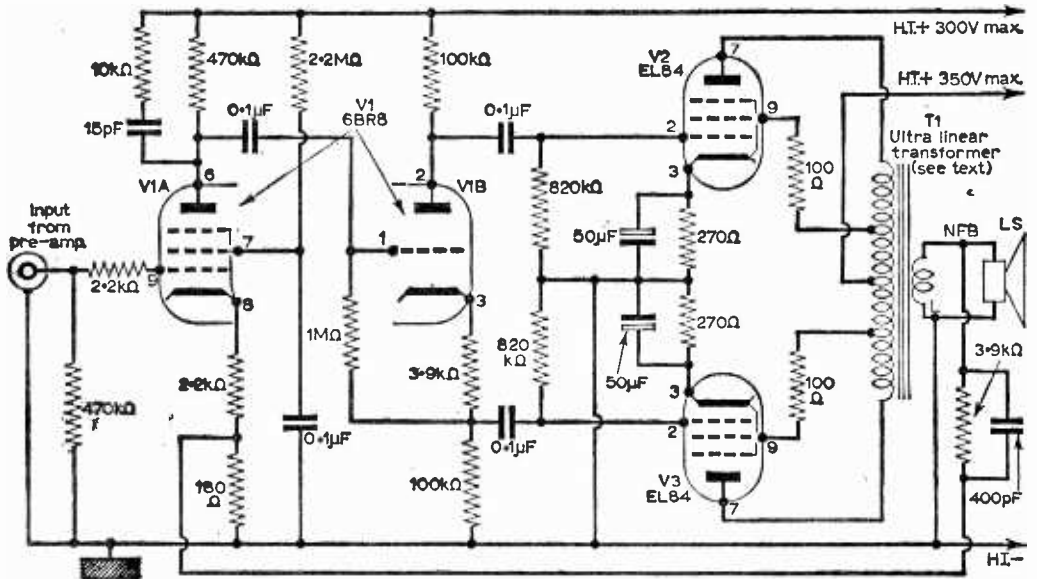 H.T.+ 300V max.
10kΩ
470kΩ
2·2MΩ
100kΩ
V2
EL84
7
H.T.+ 350V max.
15pF
0·1µF
V1
6BR8
0·1µF
2
9
T1
Ultra linear
transformer
(see text)
V1A
6
2
V1B
3
100
Ω
820kΩ
Input
from
pre-amp.
7
1
50µF
270Ω
NFB
LS
2·2kΩ
5
8
3
270Ω
1MΩ
3·9kΩ
820
kΩ
50µF
3·9kΩ
2·2kΩ
3
100
Ω
470kΩ
0·1µF
0·1µF
2
9
180
Ω
100kΩ
V3
EL84
7
400pF
H.T.–